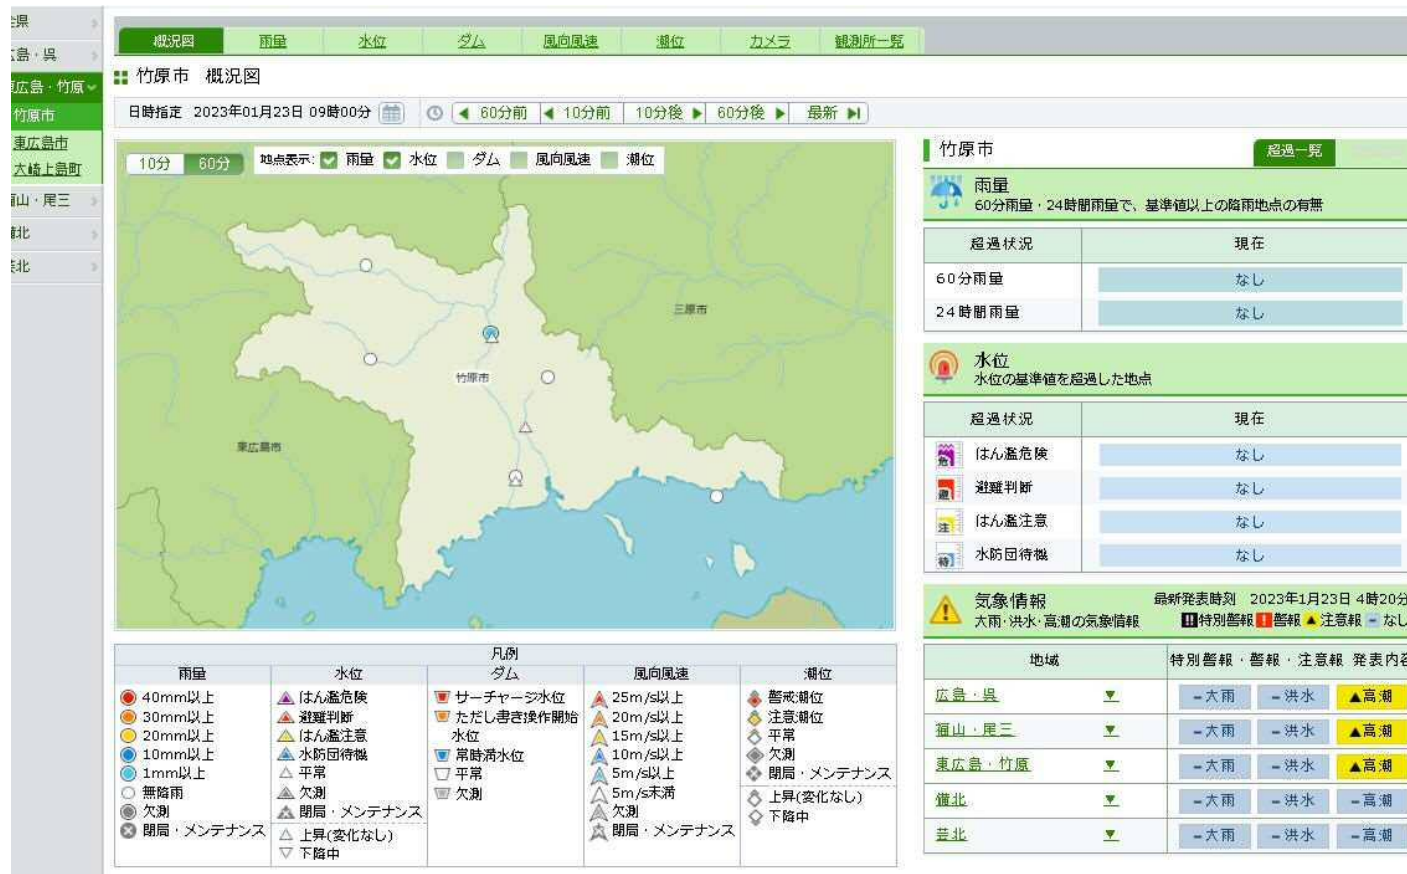 広島・呉
東広島・竹原
竹原市
東広島市
大崎上島町
福山・尾三
備北
芸北
概況図 雨量 水位 ダム 風向風速 潮位 カメラ 観測所一覧
竹原市 概況図
日時指定 2023年01月23日 09時00分 60分前 10分前 10分後 60分後 最新
10分 60分 地点表示: 雨量 水位 ダム 風向風速 潮位
三原市
竹原市
東広島市
凡例
雨量 水位 ダム 風向風速 潮位
40mm以上
30mm以上
20mm以上
10mm以上
1mm以上
無降雨
欠測
閉局・メンテナンス
はん濫危険
避難判断
はん濫注意
水防団待機
平常
欠測
閉局・メンテナンス
上昇(変化なし)
下降中
サーチャージ水位
ただし書き操作開始
水位
常時満水位
平常
欠測
25m/s以上
20m/s以上
15m/s以上
10m/s以上
5m/s以上
5m/s未満
欠測
閉局・メンテナンス
警戒潮位
注意潮位
平常
欠測
閉局・メンテナンス
上昇(変化なし)
下降中
竹原市 超過一覧
雨量
60分雨量・24時間雨量で、基準値以上の降雨地点の有無
超過状況 現在
60分雨量 なし
24時間雨量 なし
水位
水位の基準値を超過した地点
超過状況 現在
危 はん濫危険 なし
避 避難判断 なし
注 はん濫注意 なし
待 水防団待機 なし
気象情報 最新発表時刻 2023年1月23日 4時20分
大雨・洪水・高潮の気象情報 特別警報 警報 注意報 なし
地域 特別警報・警報・注意報 発表内容
広島・呉 ▼ －大雨 －洪水 ▲高潮
福山・尾三 ▼ －大雨 －洪水 ▲高潮
東広島・竹原 ▼ －大雨 －洪水 ▲高潮
備北 ▼ －大雨 －洪水 －高潮
芸北 ▼ －大雨 －洪水 －高潮